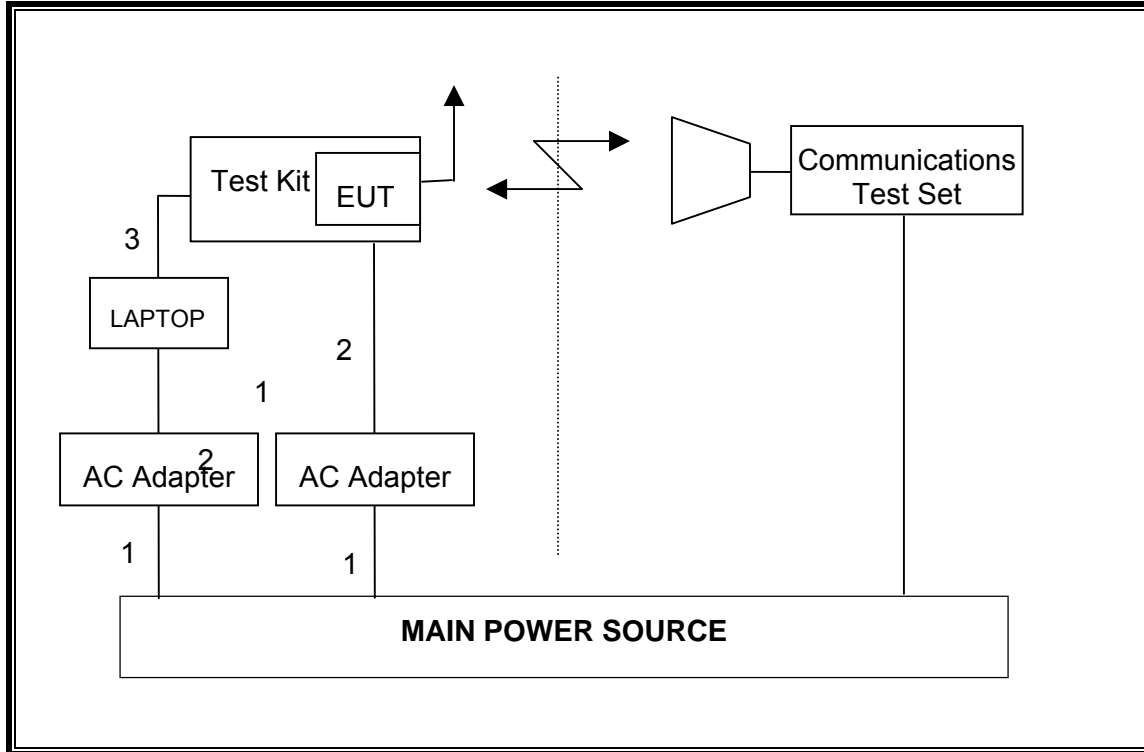 Communications
Test Set
Test Kit
EUT
3
LAPTOP
2
1
AC Adapter
2
AC Adapter
1
1
MAIN POWER SOURCE